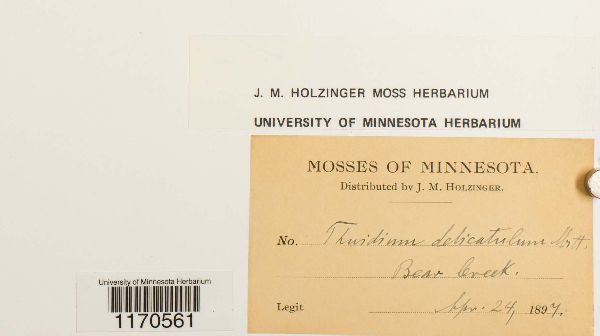 J. M. HOLZINGER MOSS HERBARIUM
UNIVERSITY OF MINNESOTA HERBARIUM
MOSSES OF MINNESOTA.
Distributed by J. M. HOLZINGER.
No. Thuidium delicatulum Mitt.
Bear Creek.
Legit Apr. 24, 1897.
University of Minnesota Herbarium
1170561